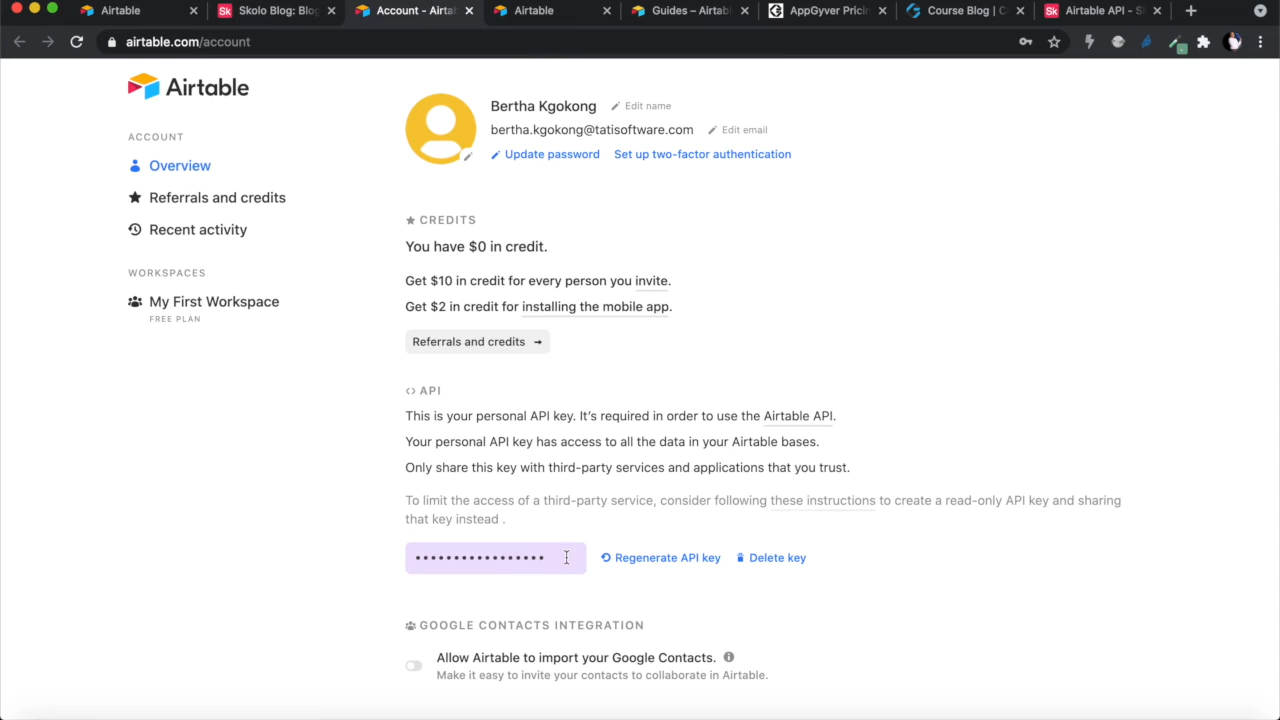 Airtable
Skolo Blog: Blog
Account - Airtab
Airtable
Guides – Airtabl
AppGyver Pricin
Course Blog | G
Airtable API - S
airtable.com/account
Airtable
ACCOUNT
Overview
Referrals and credits
Recent activity
WORKSPACES
My First Workspace
FREE PLAN
Bertha Kgokong
Edit name
bertha.kgokong@tatisoftware.com
Edit email
Update password
Set up two-factor authentication
CREDITS
You have $0 in credit.
Get $10 in credit for every person you invite.
Get $2 in credit for installing the mobile app.
Referrals and credits →
<> API
This is your personal API key. It's required in order to use the Airtable API.
Your personal API key has access to all the data in your Airtable bases.
Only share this key with third-party services and applications that you trust.
To limit the access of a third-party service, consider following these instructions to create a read-only API key and sharing
that key instead .
•••••••••••••••••
Regenerate API key
Delete key
GOOGLE CONTACTS INTEGRATION
Allow Airtable to import your Google Contacts.
Make it easy to invite your contacts to collaborate in Airtable.